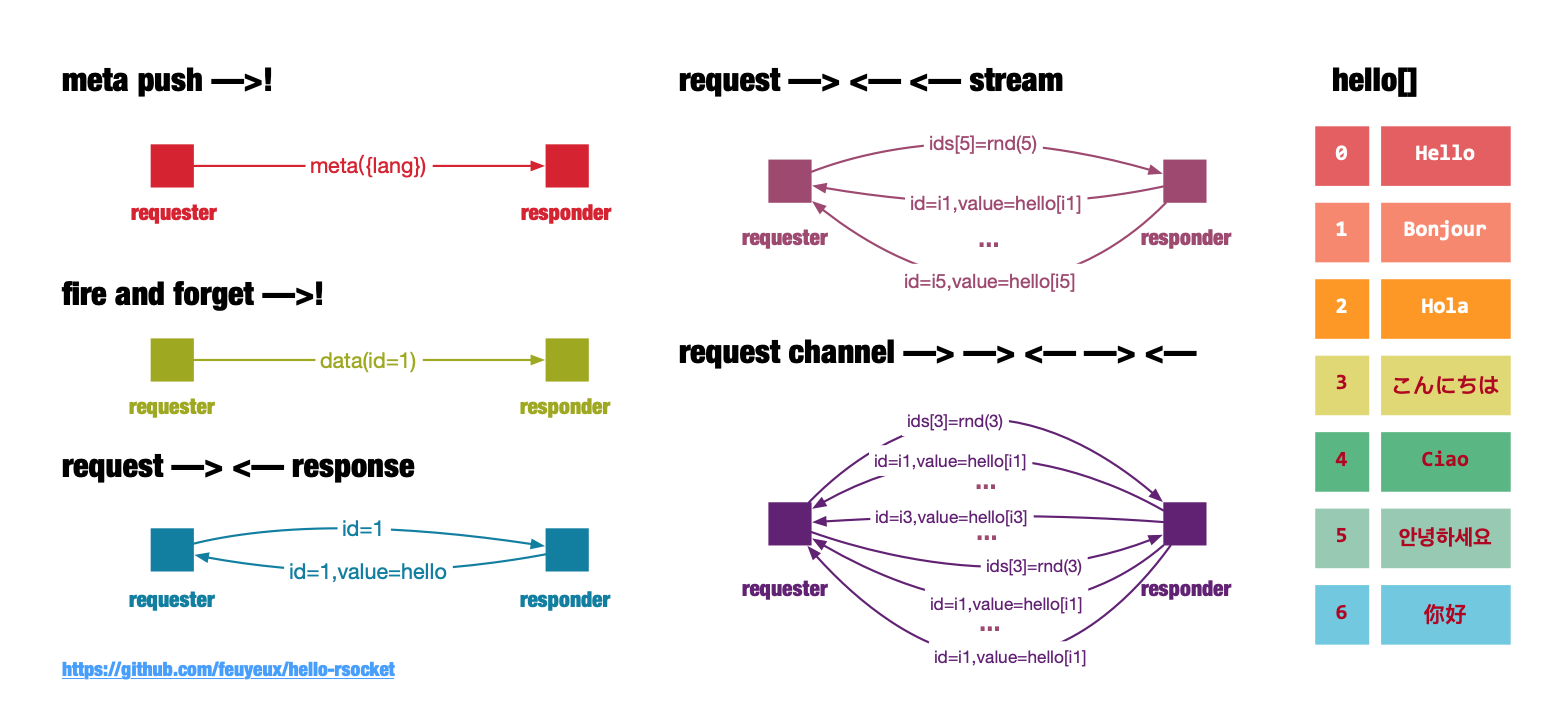 meta push —>!
meta({lang})
requester
responder
fire and forget —>!
data(id=1)
requester
responder
request —> <— response
id=1
id=1,value=hello
requester
responder
https://github.com/feuyeux/hello-rsocket
request —> <— <— stream
ids[5]=rnd(5)
id=i1,value=hello[i1]
requester
...
responder
id=i5,value=hello[i5]
request channel —> —> <— —> <—
ids[3]=rnd(3)
id=i1,value=hello[i1]
...
id=i3,value=hello[i3]
...
ids[3]=rnd(3)
requester
responder
id=i1,value=hello[i1]
...
id=i1,value=hello[i1]
hello[]
0 Hello
1 Bonjour
2 Hola
3 こんにちは
4 Ciao
5 안녕하세요
6 你好